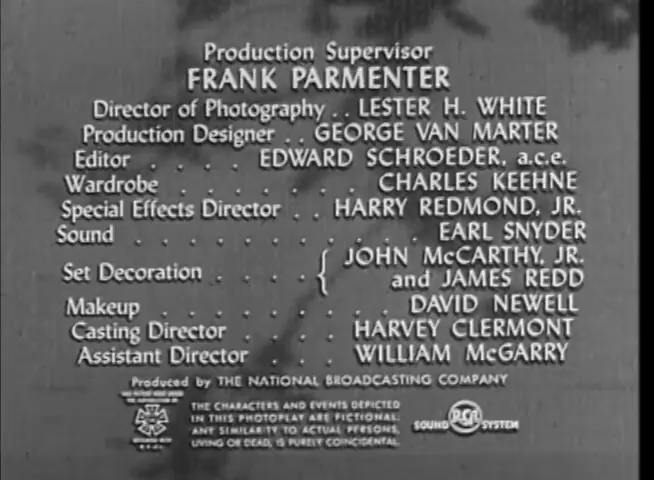 Production Supervisor
FRANK PARMENTER
Director of Photography . . LESTER H. WHITE
Production Designer . . GEORGE VAN MARTER
Editor . . . . EDWARD SCHROEDER, a.c.e.
Wardrobe . . . . . . . CHARLES KEEHNE
Special Effects Director . . HARRY REDMOND, JR.
Sound . . . . . . . . . . . EARL SNYDER
Set Decoration . . . . { JOHN McCARTHY, JR.
and JAMES REDD
Makeup . . . . . . . . . DAVID NEWELL
Casting Director . . . . HARVEY CLERMONT
Assistant Director . . . WILLIAM McGARRY
Produced by THE NATIONAL BROADCASTING COMPANY
THE CHARACTERS AND EVENTS DEPICTED
IN THIS PHOTOPLAY ARE FICTIONAL.
ANY SIMILARITY TO ACTUAL PERSONS,
LIVING OR DEAD, IS PURELY COINCIDENTAL.
SOUND RCA SYSTEM